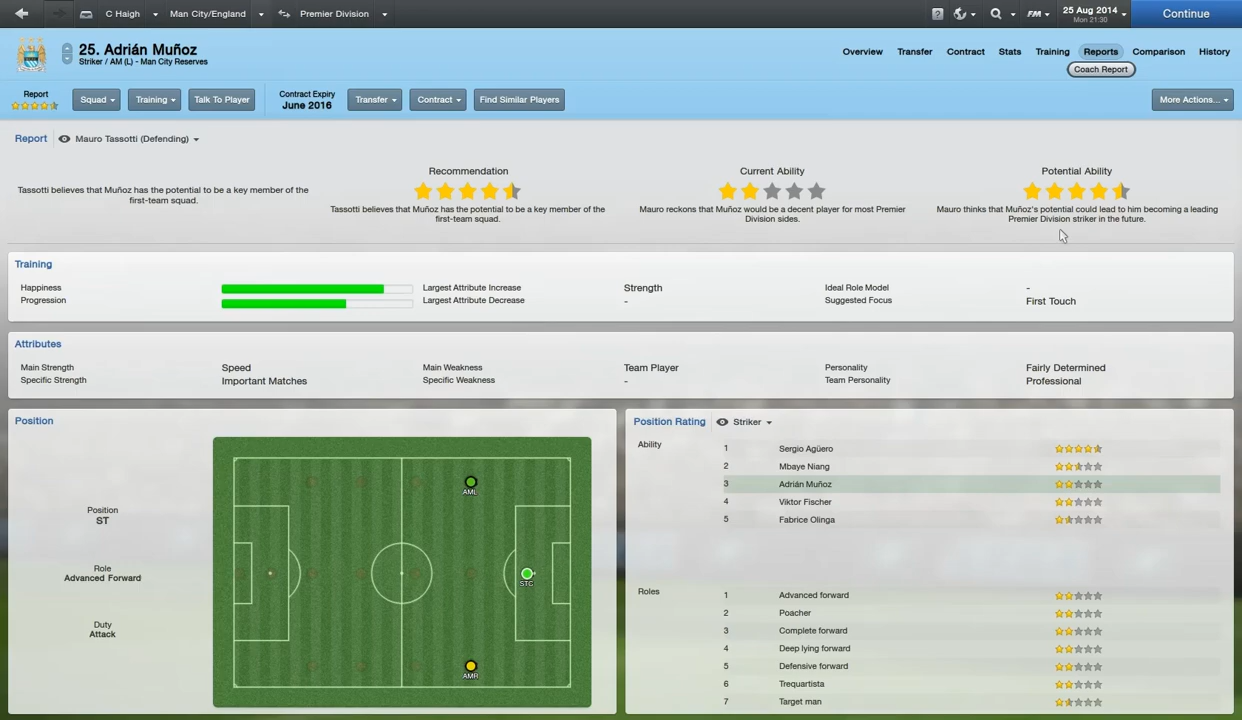 C Haigh
Man City/England
Premier Division
?
FM
25 Aug 2014
Mon 21:30
Continue
25. Adrián Muñoz
Striker / AM (L) - Man City Reserves
Overview
Transfer
Contract
Stats
Training
Reports
Comparison
History
Coach Report
Report
Squad
Training
Talk To Player
Contract Expiry
June 2016
Transfer
Contract
Find Similar Players
More Actions...
Report
Mauro Tassotti (Defending)
Tassotti believes that Muñoz has the potential to be a key member of the
first-team squad.
Recommendation
Tassotti believes that Muñoz has the potential to be a key member of the
first-team squad.
Current Ability
Mauro reckons that Muñoz would be a decent player for most Premier
Division sides.
Potential Ability
Mauro thinks that Muñoz's potential could lead to him becoming a leading
Premier Division striker in the future.
Training
Happiness
Largest Attribute Increase
Strength
Ideal Role Model
-
Progression
Largest Attribute Decrease
-
Suggested Focus
First Touch
Attributes
Main Strength
Speed
Main Weakness
Team Player
Personality
Fairly Determined
Specific Strength
Important Matches
Specific Weakness
-
Team Personality
Professional
Position
Position
ST
Role
Advanced Forward
Duty
Attack
AML
STC
AMR
Position Rating
Striker
Ability
1 Sergio Agüero
2 Mbaye Niang
3 Adrián Muñoz
4 Viktor Fischer
5 Fabrice Olinga
Roles
1 Advanced forward
2 Poacher
3 Complete forward
4 Deep lying forward
5 Defensive forward
6 Trequartista
7 Target man